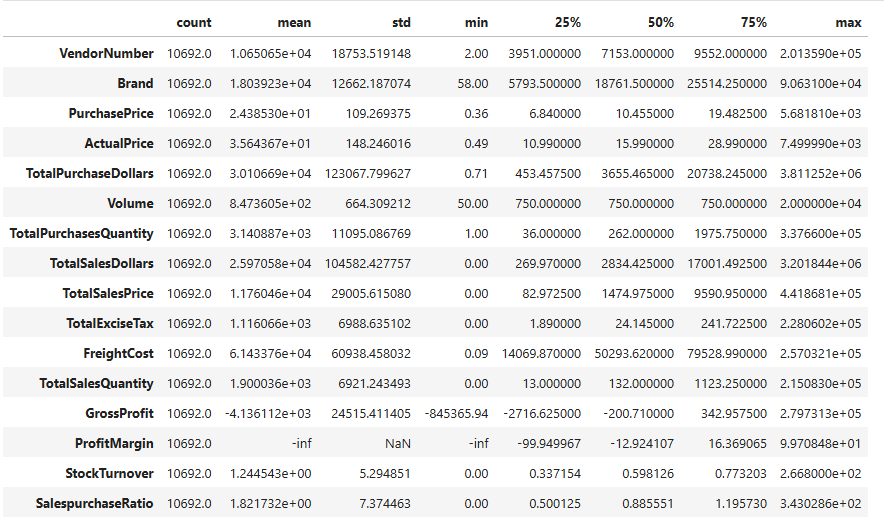 count mean std min 25% 50% 75% max
VendorNumber 10692.0 1.065065e+04 18753.519148 2.00 3951.000000 7153.000000 9552.000000 2.013590e+05
Brand 10692.0 1.803923e+04 12662.187074 58.00 5793.500000 18761.500000 25514.250000 9.063100e+04
PurchasePrice 10692.0 2.438530e+01 109.269375 0.36 6.840000 10.455000 19.482500 5.681810e+03
ActualPrice 10692.0 3.564367e+01 148.246016 0.49 10.990000 15.990000 28.990000 7.499990e+03
TotalPurchaseDollars 10692.0 3.010669e+04 123067.799627 0.71 453.457500 3655.465000 20738.245000 3.811252e+06
Volume 10692.0 8.473605e+02 664.309212 50.00 750.000000 750.000000 750.000000 2.000000e+04
TotalPurchasesQuantity 10692.0 3.140887e+03 11095.086769 1.00 36.000000 262.000000 1975.750000 3.376600e+05
TotalSalesDollars 10692.0 2.597058e+04 104582.427757 0.00 269.970000 2834.425000 17001.492500 3.201844e+06
TotalSalesPrice 10692.0 1.176046e+04 29005.615080 0.00 82.972500 1474.975000 9590.950000 4.418681e+05
TotalExciseTax 10692.0 1.116066e+03 6988.635102 0.00 1.890000 24.145000 241.722500 2.280602e+05
FreightCost 10692.0 6.143376e+04 60938.458032 0.09 14069.870000 50293.620000 79528.990000 2.570321e+05
TotalSalesQuantity 10692.0 1.900036e+03 6921.243493 0.00 13.000000 132.000000 1123.250000 2.150830e+05
GrossProfit 10692.0 -4.136112e+03 24515.411405 -845365.94 -2716.625000 -200.710000 342.957500 2.797313e+05
ProfitMargin 10692.0 -inf NaN -inf -99.949967 -12.924107 16.369065 9.970848e+01
StockTurnover 10692.0 1.244543e+00 5.294851 0.00 0.337154 0.598126 0.773203 2.668000e+02
SalespurchaseRatio 10692.0 1.821732e+00 7.374463 0.00 0.500125 0.885551 1.195730 3.430286e+02